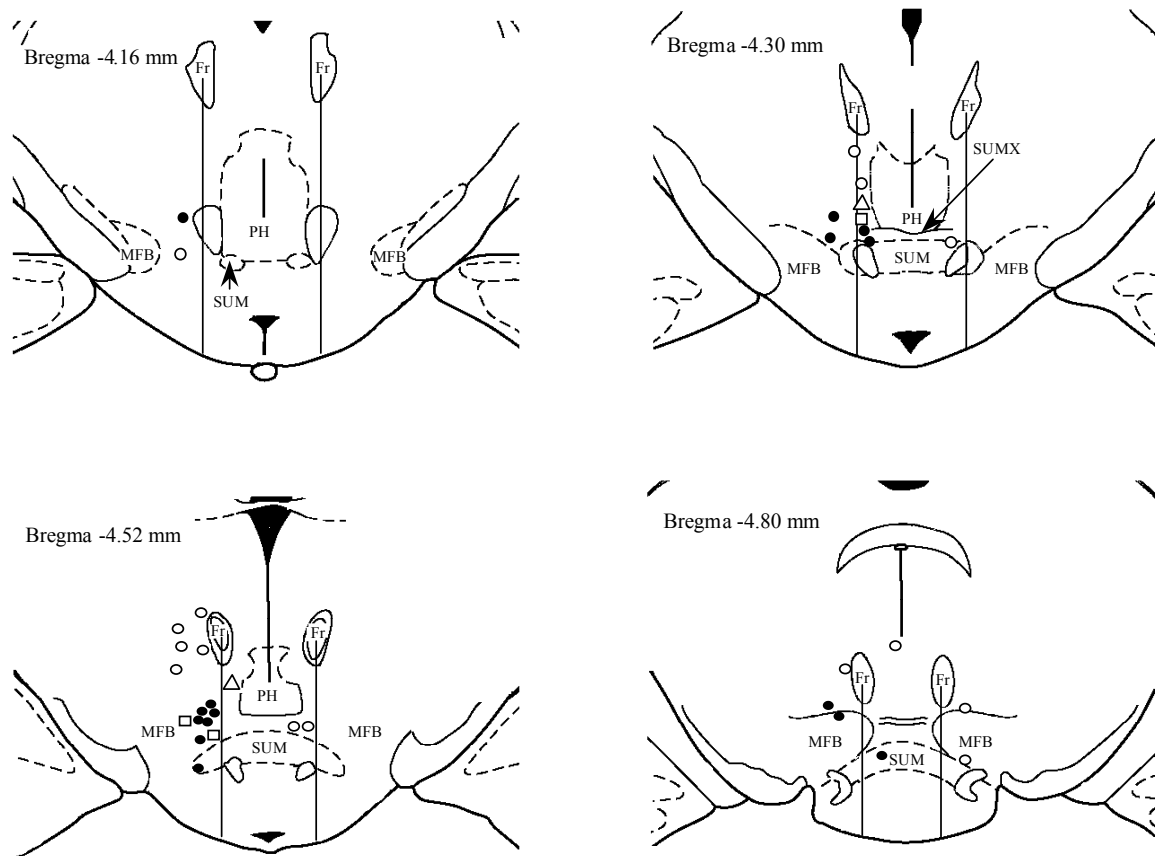 Bregma -4.16 mm
Fr
Fr
MFB
PH
MFB
SUM
Bregma -4.30 mm
Fr
Fr
SUMX
PH
MFB
SUM
MFB
Bregma -4.52 mm
Fr
Fr
PH
MFB
MFB
SUM
Bregma -4.80 mm
Fr
Fr
MFB
MFB
SUM